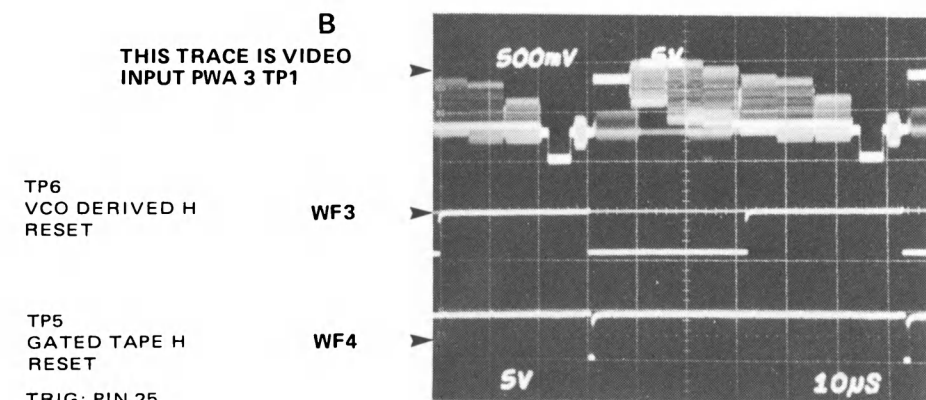 B
THIS TRACE IS VIDEO
INPUT PWA 3 TP1
500mV
5V
TP6
VCO DERIVED H
RESET
WF3
TP5
GATED TAPE H
RESET
WF4
5V
10μS
TRIG: PIN 25